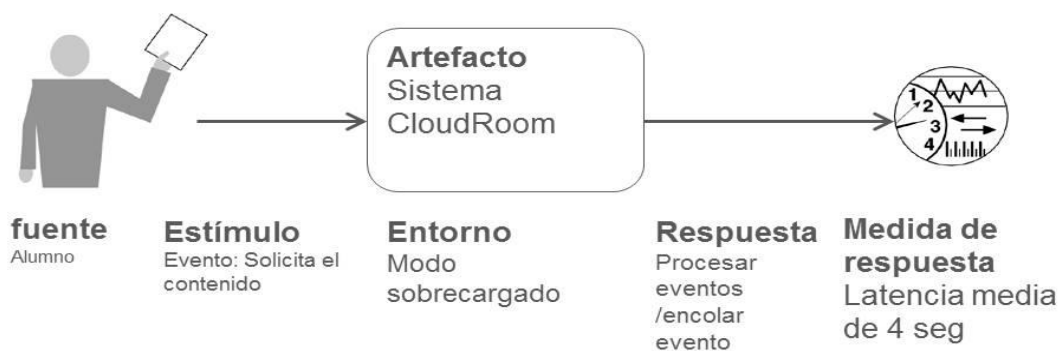 Artefacto
Sistema
CloudRoom
1
2
3
4
fuente
Alumno
Estímulo
Evento: Solicita el
contenido
Entorno
Modo
sobrecargado
Respuesta
Procesar
eventos
/encolar
evento
Medida de
respuesta
Latencia media
de 4 seg